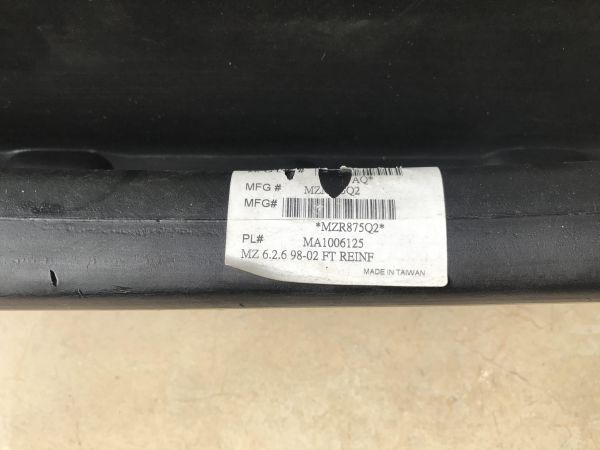 MFG #
MFG#
*MZR875Q2*
PL# MA1006125
MZ 6.2.6 98-02 FT REINF
MADE IN TAIWAN